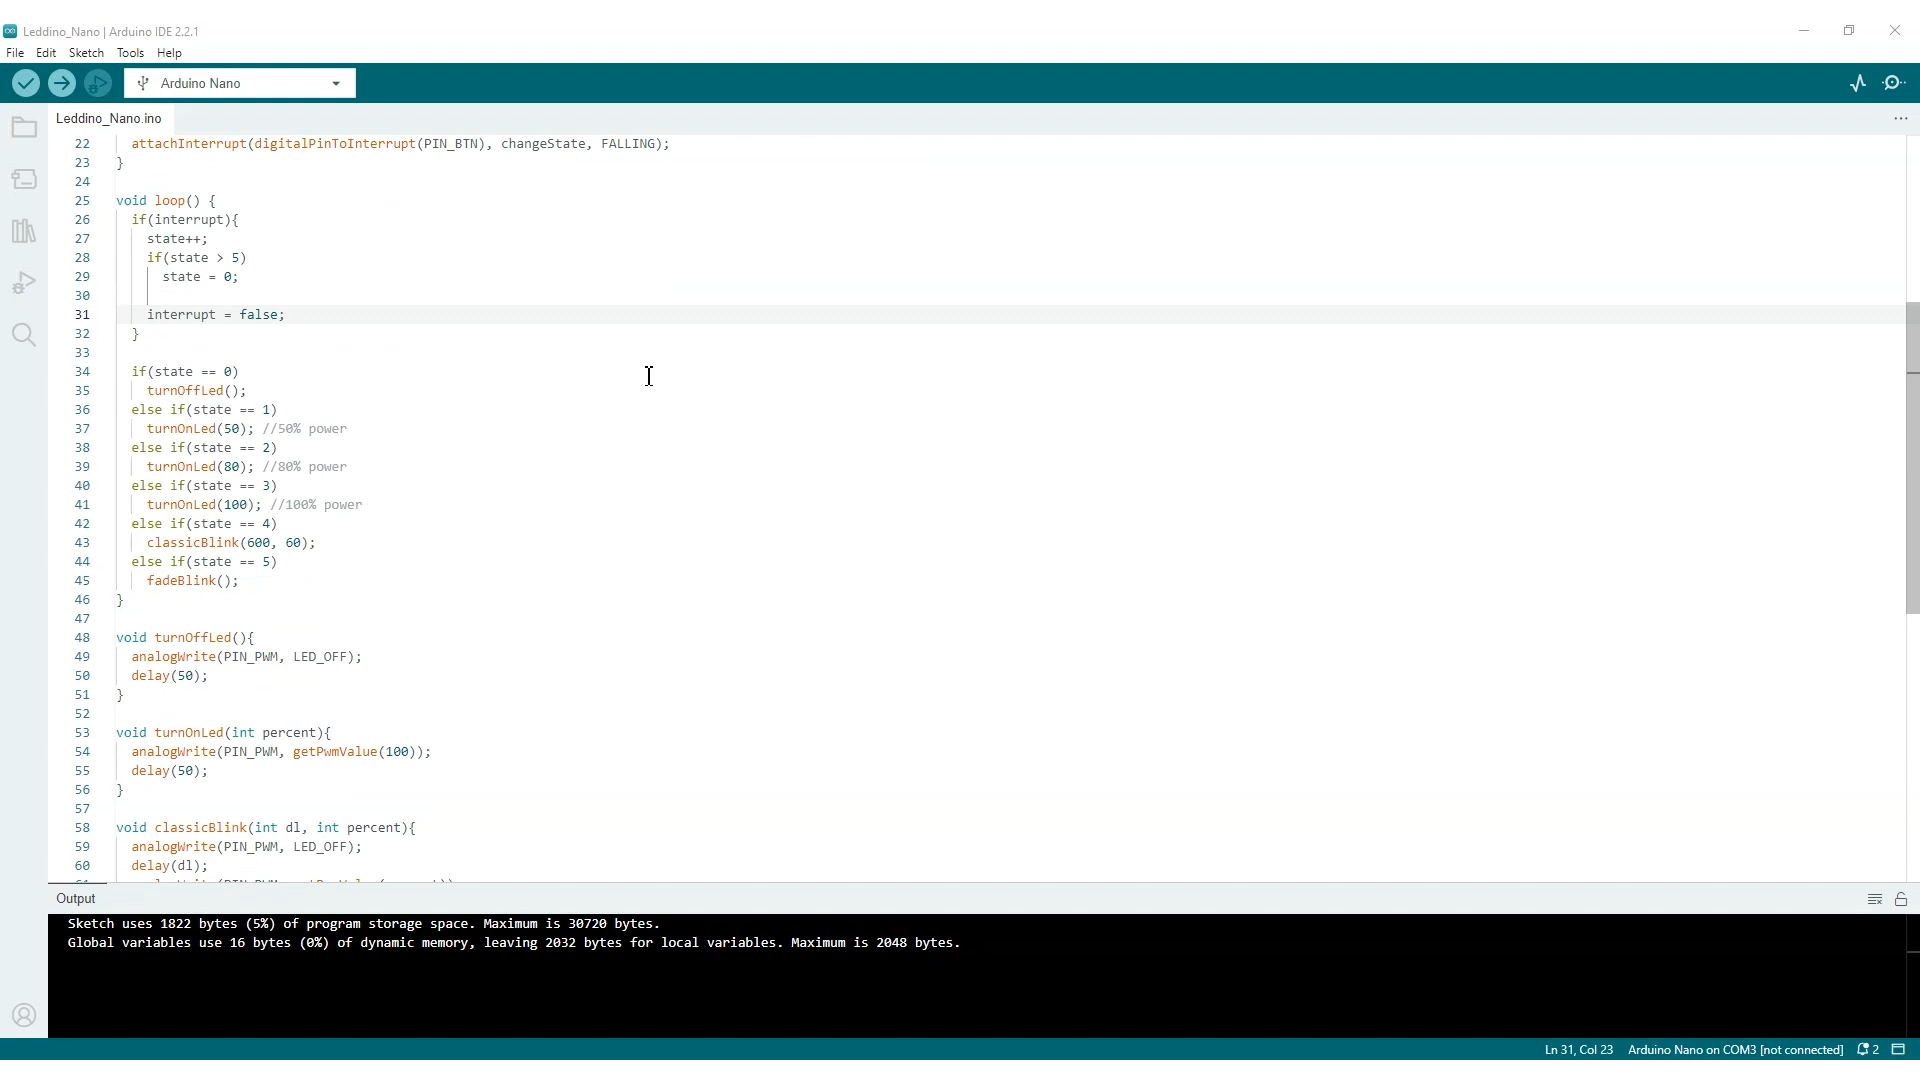 Leddino_Nano | Arduino IDE 2.2.1
File Edit Sketch Tools Help
Arduino Nano
Leddino_Nano.ino
22 attachInterrupt(digitalPinToInterrupt(PIN_BTN), changeState, FALLING);
23 }
24
25 void loop() {
26 if(interrupt){
27 state++;
28 if(state > 5)
29 state = 0;
30
31 interrupt = false;
32 }
33
34 if(state == 0)
35 turnOffLed();
36 else if(state == 1)
37 turnOnLed(50); //50% power
38 else if(state == 2)
39 turnOnLed(80); //80% power
40 else if(state == 3)
41 turnOnLed(100); //100% power
42 else if(state == 4)
43 classicBlink(600, 60);
44 else if(state == 5)
45 fadeBlink();
46 }
47
48 void turnOffLed(){
49 analogWrite(PIN_PWM, LED_OFF);
50 delay(50);
51 }
52
53 void turnOnLed(int percent){
54 analogWrite(PIN_PWM, getPwmValue(100));
55 delay(50);
56 }
57
58 void classicBlink(int dl, int percent){
59 analogWrite(PIN_PWM, LED_OFF);
60 delay(dl);
Output
Sketch uses 1822 bytes (5%) of program storage space. Maximum is 30720 bytes.
Global variables use 16 bytes (0%) of dynamic memory, leaving 2032 bytes for local variables. Maximum is 2048 bytes.
Ln 31, Col 23 Arduino Nano on COM3 [not connected] 2